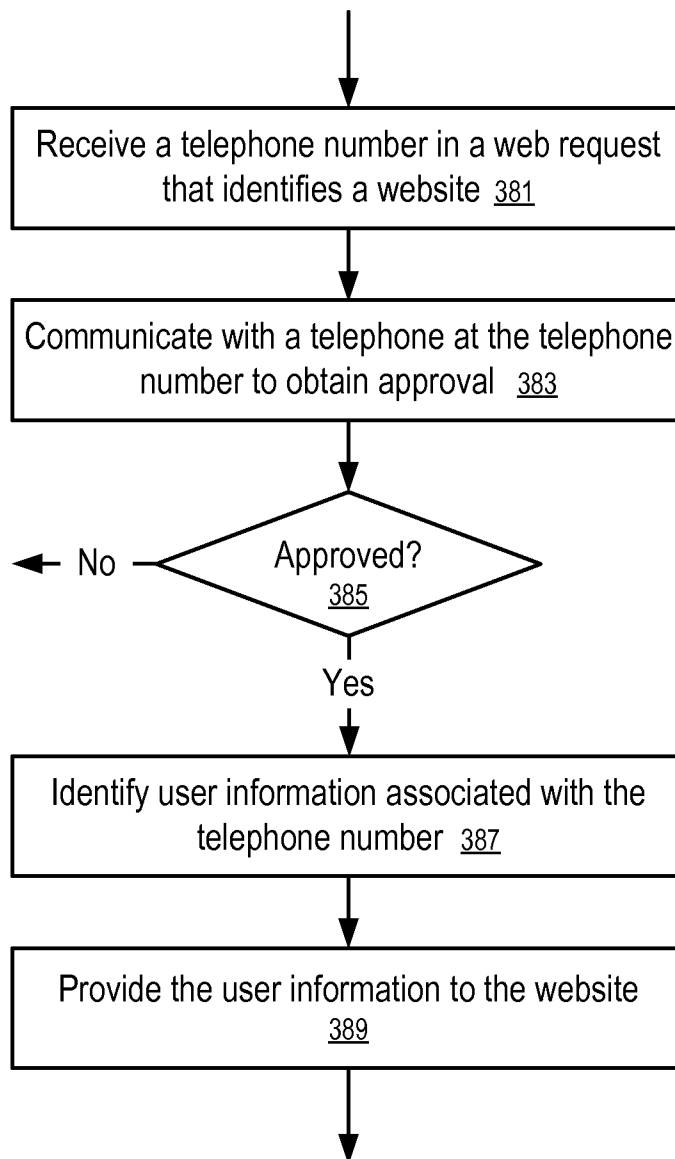 Receive a telephone number in a web request
that identifies a website 381
Communicate with a telephone at the telephone
number to obtain approval 383
Approved?
385
No
Yes
Identify user information associated with the
telephone number 387
Provide the user information to the website
389